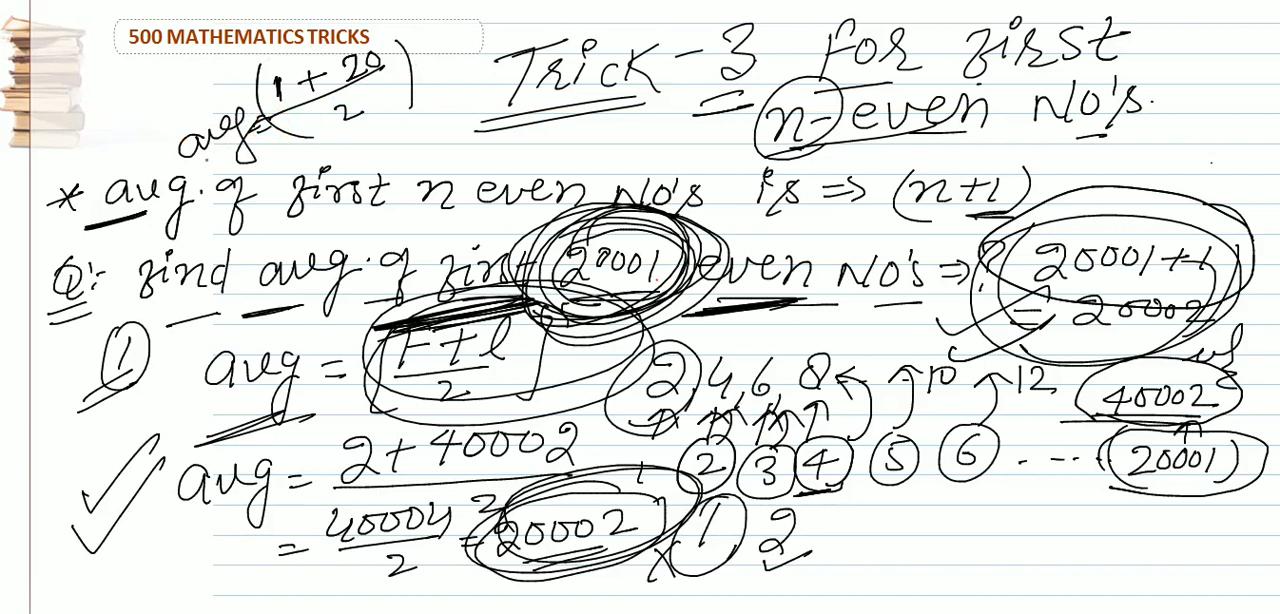 500 MATHEMATICS TRICKS
Trick - 3 For first
n - even No's.
avg = (1 + 20 / 2)
* avg. of first n even No's is => (n+1)
Q:- find avg. of first 20001 even No's => ?
20001+1
= 20002
1
avg = F+l / 2
2, 4, 6, 8 10 12 40002
2 3 4 5 6 .... 20001
avg = 2+40002
= 40004 / 2 = 20002
1 2